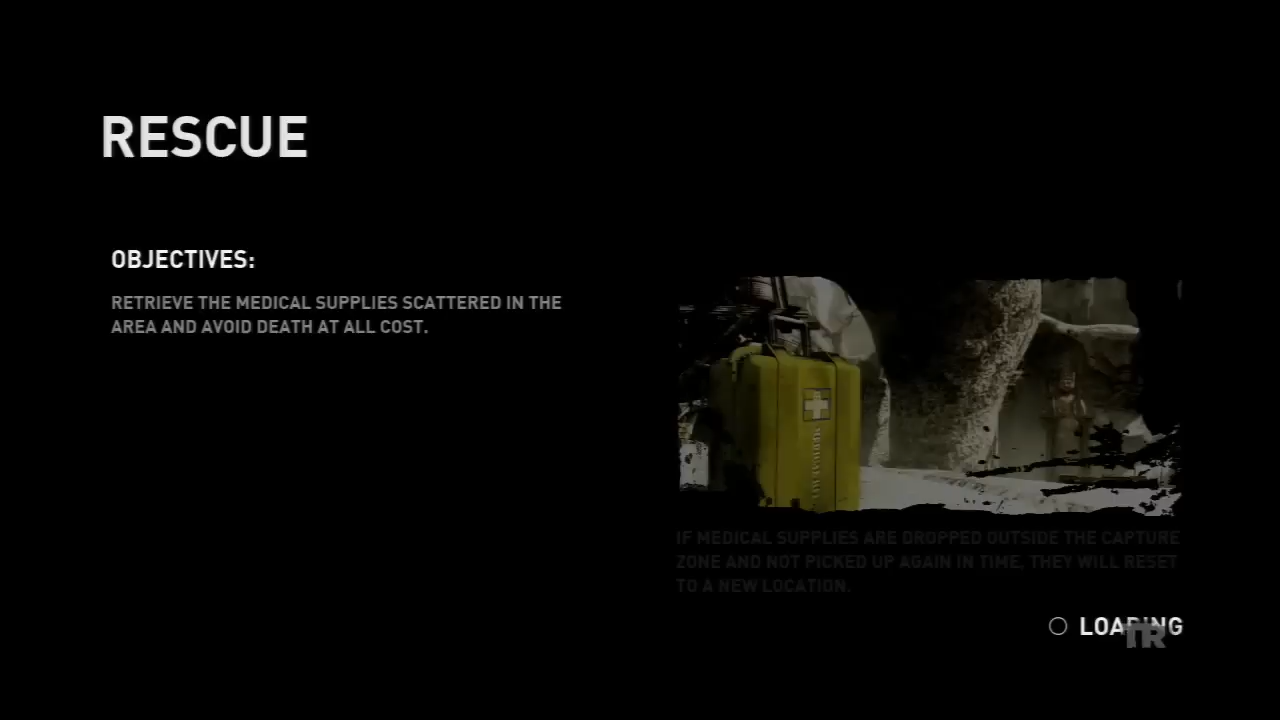 RESCUE
OBJECTIVES:
RETRIEVE THE MEDICAL SUPPLIES SCATTERED IN THE
AREA AND AVOID DEATH AT ALL COST.
IF MEDICAL SUPPLIES ARE DROPPED OUTSIDE THE CAPTURE
ZONE AND NOT PICKED UP AGAIN IN TIME, THEY WILL RESET
TO A NEW LOCATION.
LOADING
TR